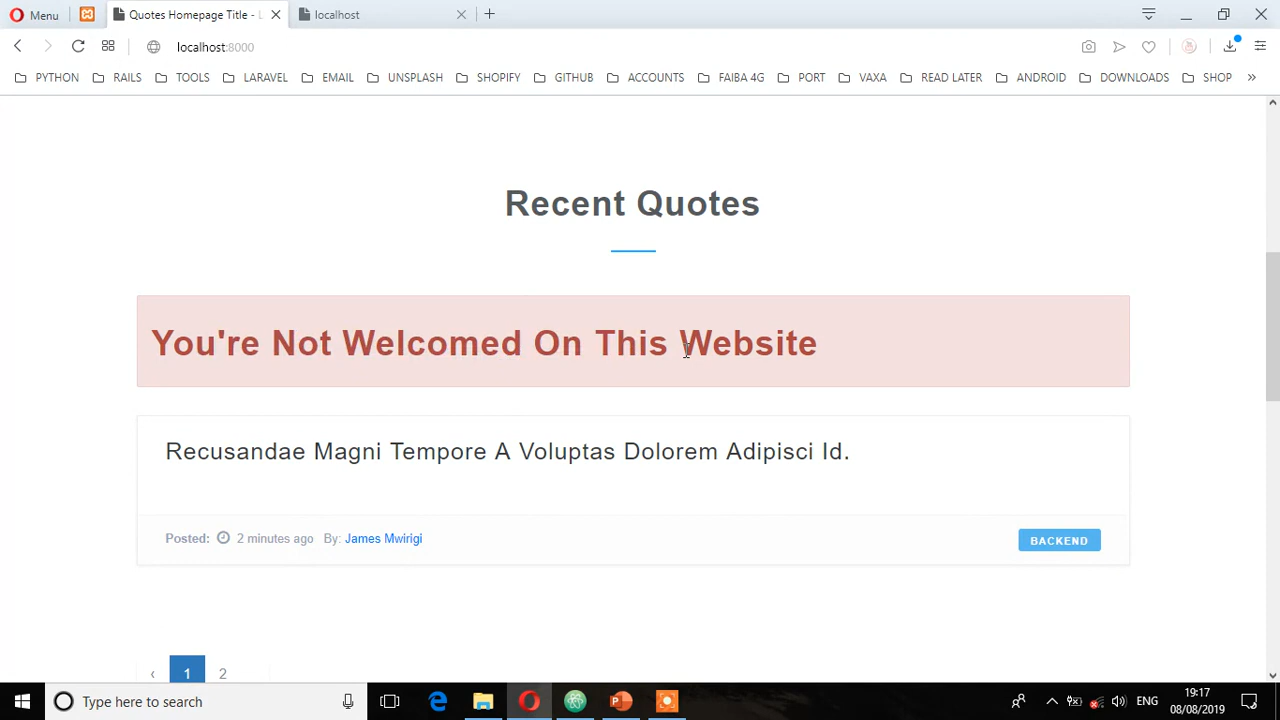 Menu
Quotes Homepage Title - L
localhost
localhost:8000
PYTHON RAILS TOOLS LARAVEL EMAIL UNSPLASH SHOPIFY GITHUB ACCOUNTS FAIBA 4G PORT VAXA READ LATER ANDROID DOWNLOADS SHOP »
Recent Quotes
You're Not Welcomed On This Website
Recusandae Magni Tempore A Voluptas Dolorem Adipisci Id.
Posted: 2 minutes ago By: James Mwirigi
BACKEND
‹ 1 2
Type here to search
ENG
19:17
08/08/2019